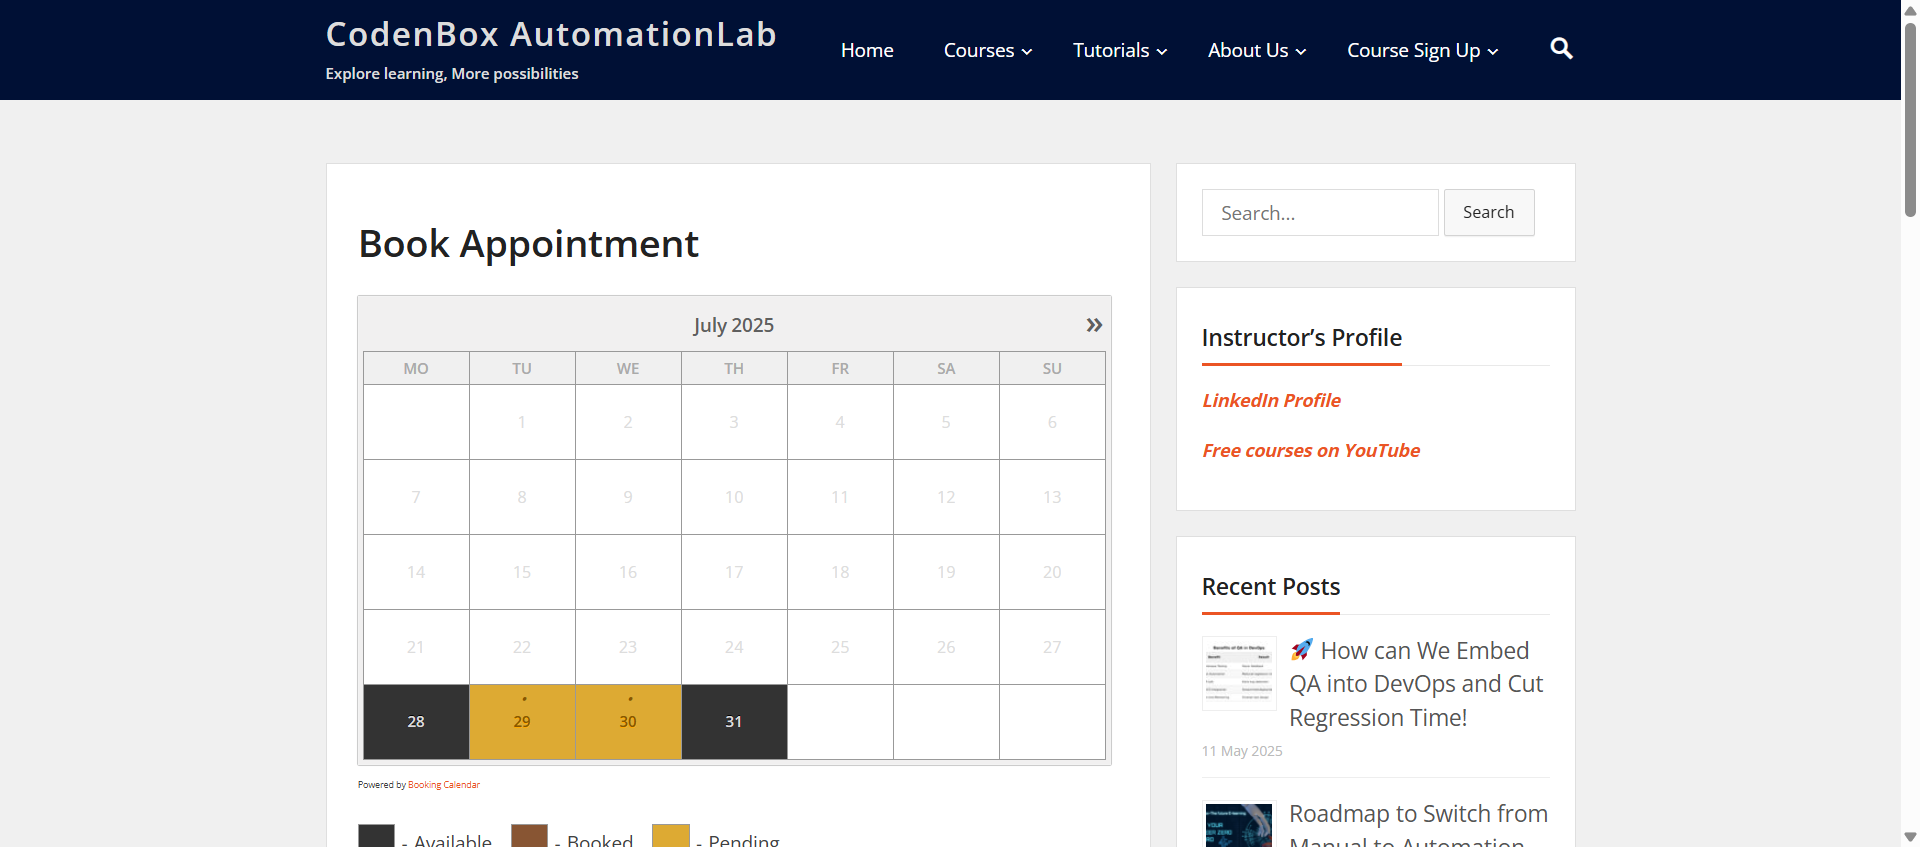 CodenBox AutomationLab
Explore learning, More possibilities
Home
Courses
Tutorials
About Us
Course Sign Up
Book Appointment
July 2025 »
MO TU WE TH FR SA SU
1 2 3 4 5 6
7 8 9 10 11 12 13
14 15 16 17 18 19 20
21 22 23 24 25 26 27
28 29 30 31
Powered by Booking Calendar
- Available - Booked - Pending
Search...
Search
Instructor’s Profile
LinkedIn Profile
Free courses on YouTube
Recent Posts
🚀 How can We Embed
QA into DevOps and Cut
Regression Time!
11 May 2025
Roadmap to Switch from
Manual to Automation